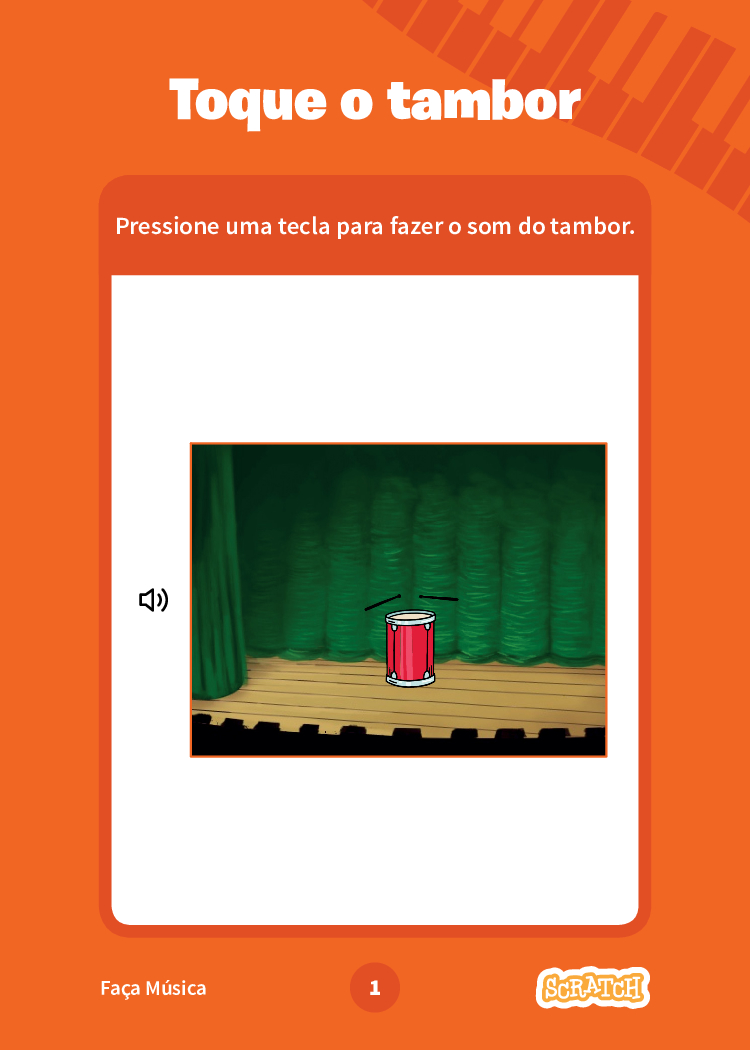 Toque o tambor
Pressione uma tecla para fazer o som do tambor.
Faça Música
1
SCRATCH